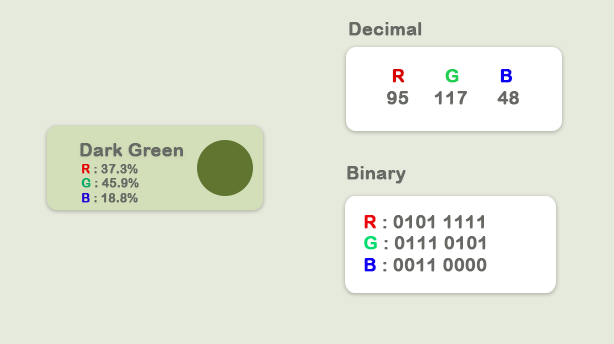 Dark Green
R : 37.3%
G : 45.9%
B : 18.8%
Decimal
R G B
95 117 48
Binary
R : 0101 1111
G : 0111 0101
B : 0011 0000